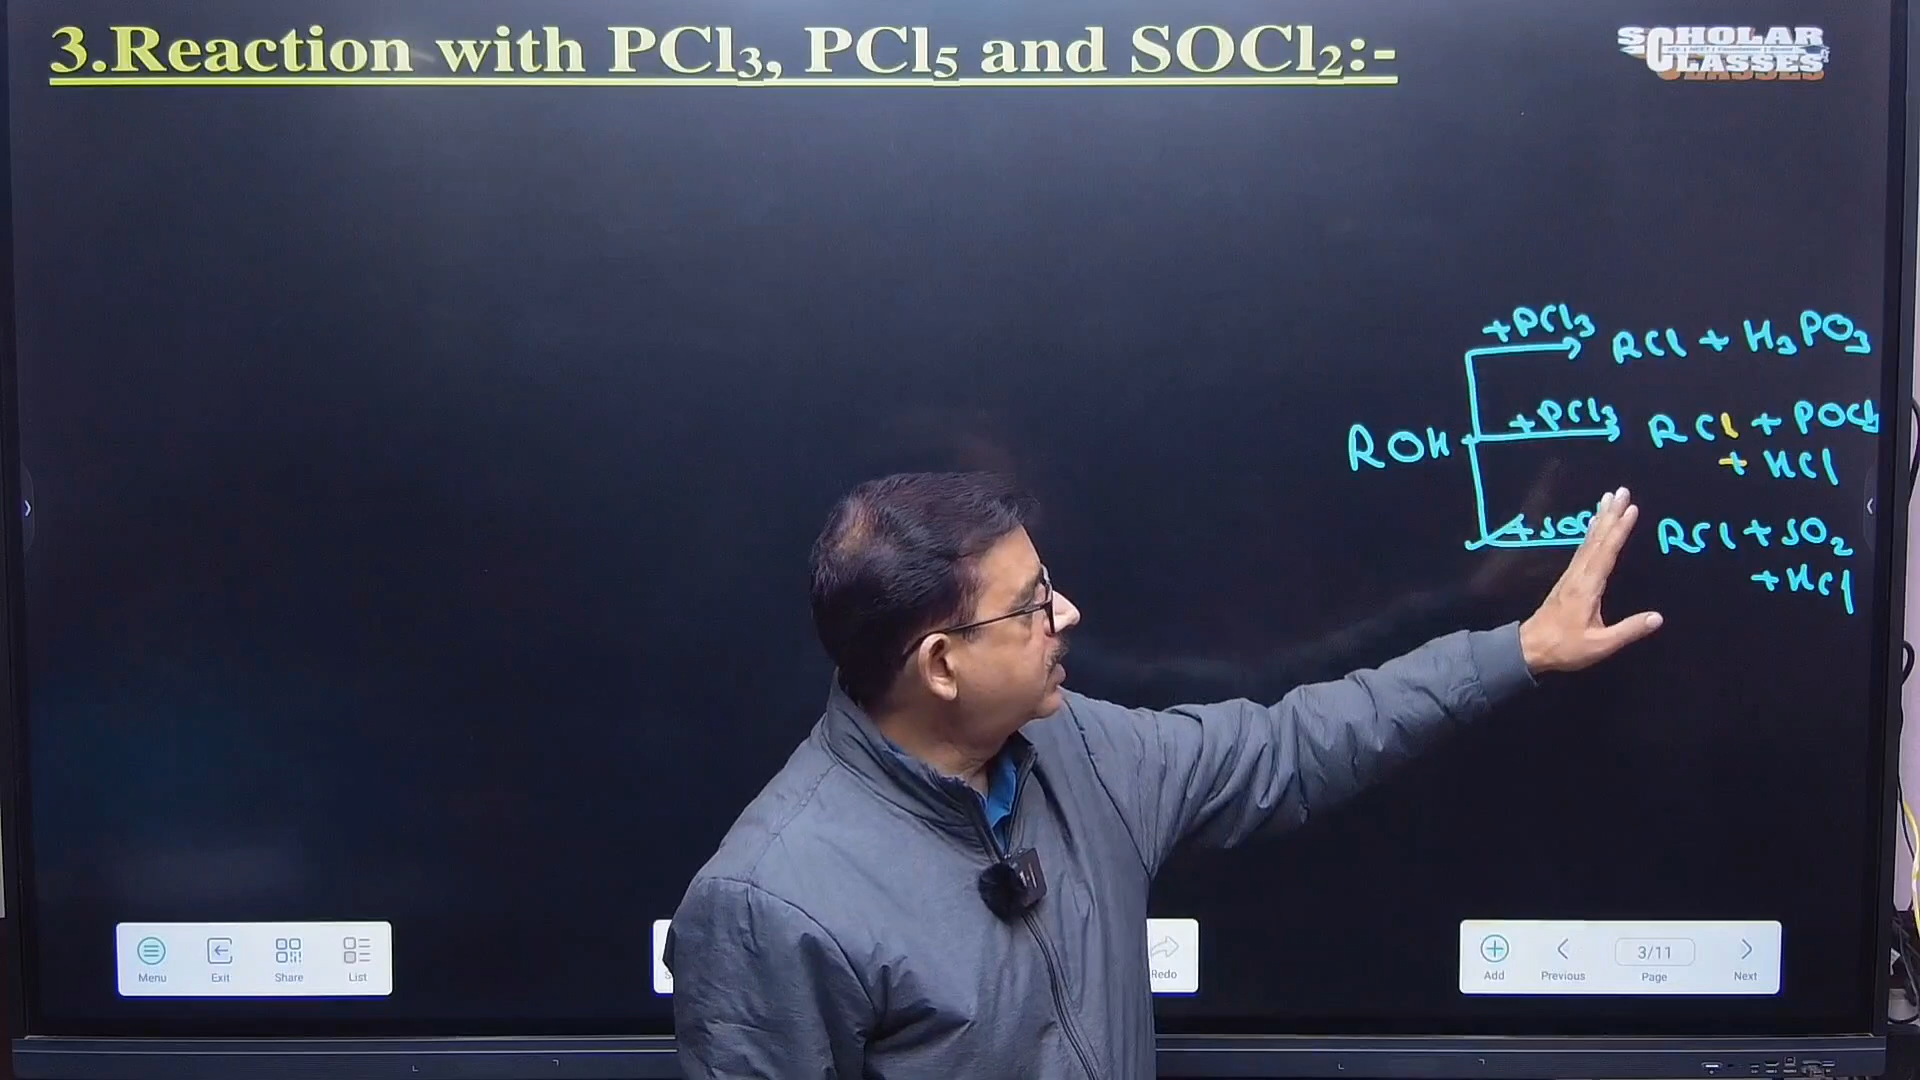 3.Reaction with PCl₃, PCl₅ and SOCl₂:-
SCHOLAR
CLASSES
+PCl₃
RCl + H₃PO₃
ROH
+PCl₃
RCl + POCl₃
+ HCl
RCl + SO₂
+ HCl
Menu
Exit
Share
List
Redo
Add
Previous
3/11
Page
Next